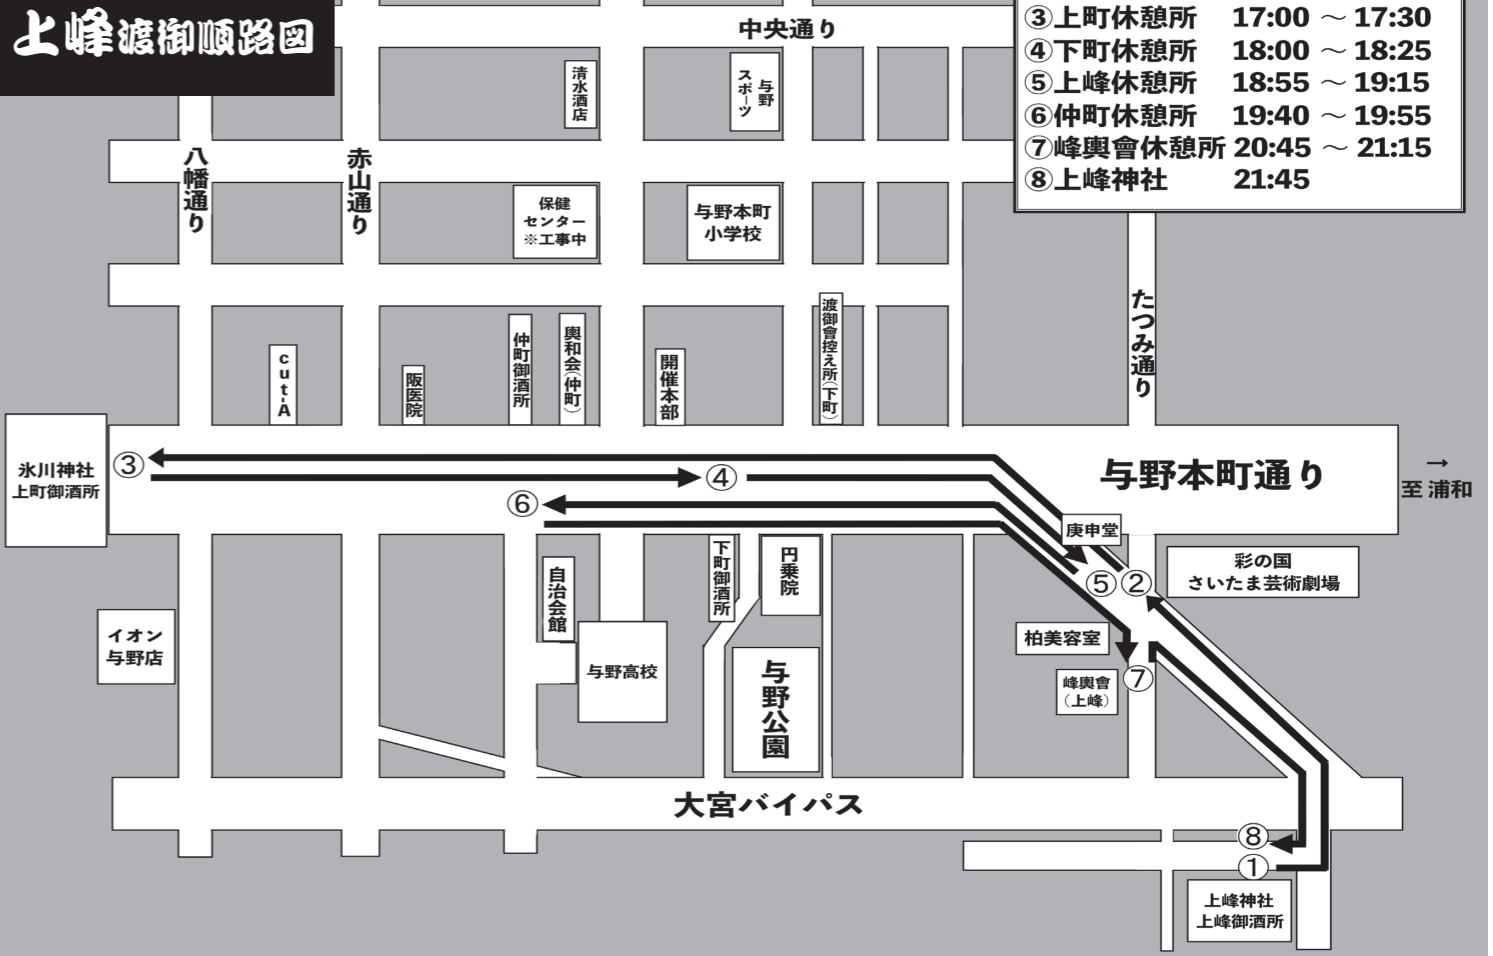 上峰渡御順路図
③上町休憩所 17:00 ～ 17:30
④下町休憩所 18:00 ～ 18:25
⑤上峰休憩所 18:55 ～ 19:15
⑥仲町休憩所 19:40 ～ 19:55
⑦峰輿會休憩所 20:45 ～ 21:15
⑧上峰神社 21:45
中央通り
清水酒店
与野
スポーツ
八幡通り
赤山通り
保健
センター
※工事中
与野本町
小学校
たつみ通り
cut-A
阪医院
仲町御酒所
輿和会(仲町)
開催本部
渡御會控え所(下町)
氷川神社
上町御酒所
③
④
⑥
与野本町通り
→
至 浦和
庚申堂
⑤
②
彩の国
さいたま芸術劇場
自治会館
下町御酒所
円乗院
イオン
与野店
与野高校
与野公園
柏美容室
峰輿會
(上峰)
⑦
大宮バイパス
⑧
①
上峰神社
上峰御酒所